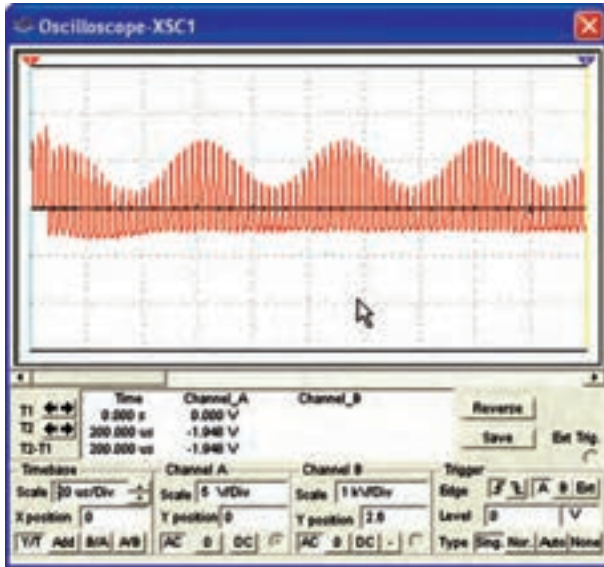 Oscilloscope-XSC1
Time Channel_A Channel_B
T1 0.000 s 0.000 V
T2 200.000 us -1.948 V
T2-T1 200.000 us -1.948 V
Reverse
Save
Ext Trig.
Timebase
Scale 20 us/Div
X position 0
Y/T Add B/A A/B
Channel A
Scale 5 V/Div
Y position 0
AC 0 DC
Channel B
Scale 1 kV/Div
Y position 2.8
AC 0 DC -
Trigger
Edge A B Ext
Level 0 V
Type Sing. Nor. Auto None